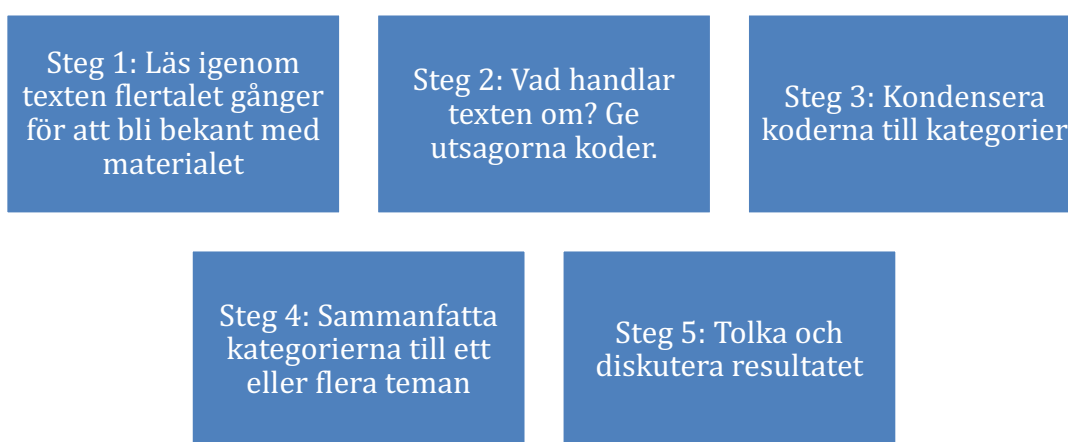 Steg 1: Läs igenom
texten flertalet gånger
för att bli bekant med
materialet
Steg 2: Vad handlar
texten om? Ge
utsagorna koder.
Steg 3: Kondensera
koderna till kategorier
Steg 4: Sammanfatta
kategorierna till ett
eller flera teman
Steg 5: Tolka och
diskutera resultatet